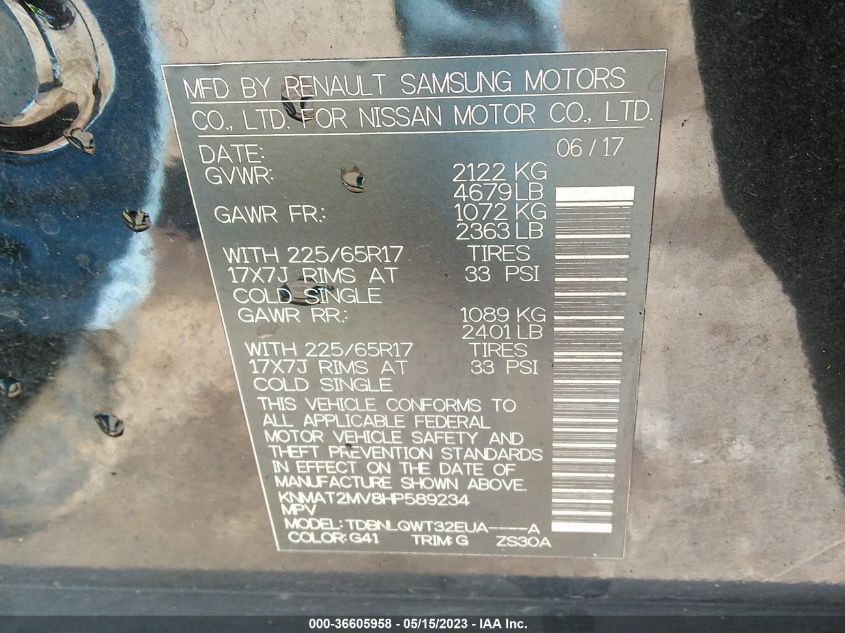 MFD BY RENAULT SAMSUNG MOTORS
CO., LTD. FOR NISSAN MOTOR CO., LTD.
DATE: 06/17
GVWR: 2122 KG
4679LB
GAWR FR: 1072 KG
2363 LB
WITH 225/65R17 TIRES
17X7J RIMS AT 33 PSI
COLD SINGLE
GAWR RR: 1089 KG
2401 LB
WITH 225/65R17 TIRES
17X7J RIMS AT 33 PSI
COLD SINGLE
THIS VEHICLE CONFORMS TO
ALL APPLICABLE FEDERAL
MOTOR VEHICLE SAFETY AND
THEFT PREVENTION STANDARDS
IN EFFECT ON THE DATE OF
MANUFACTURE SHOWN ABOVE.
KNMAT2MV8HP589234
MPV
MODEL: TDBNLQWT32EUA----A
COLOR: G41 TRIM: G ZS30A
000-36605958 - 05/15/2023 - IAA Inc.